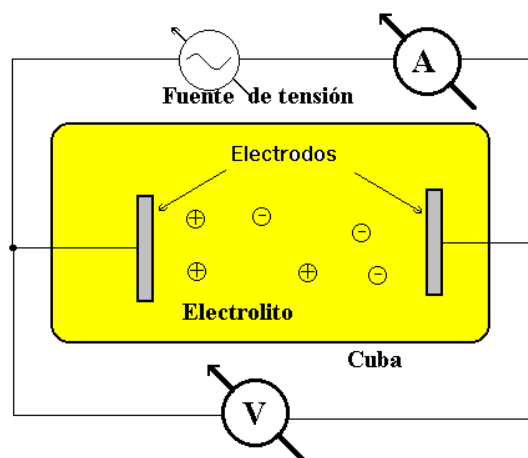 A
Fuente de tensión
Electrodos
Electrolito
Cuba
V